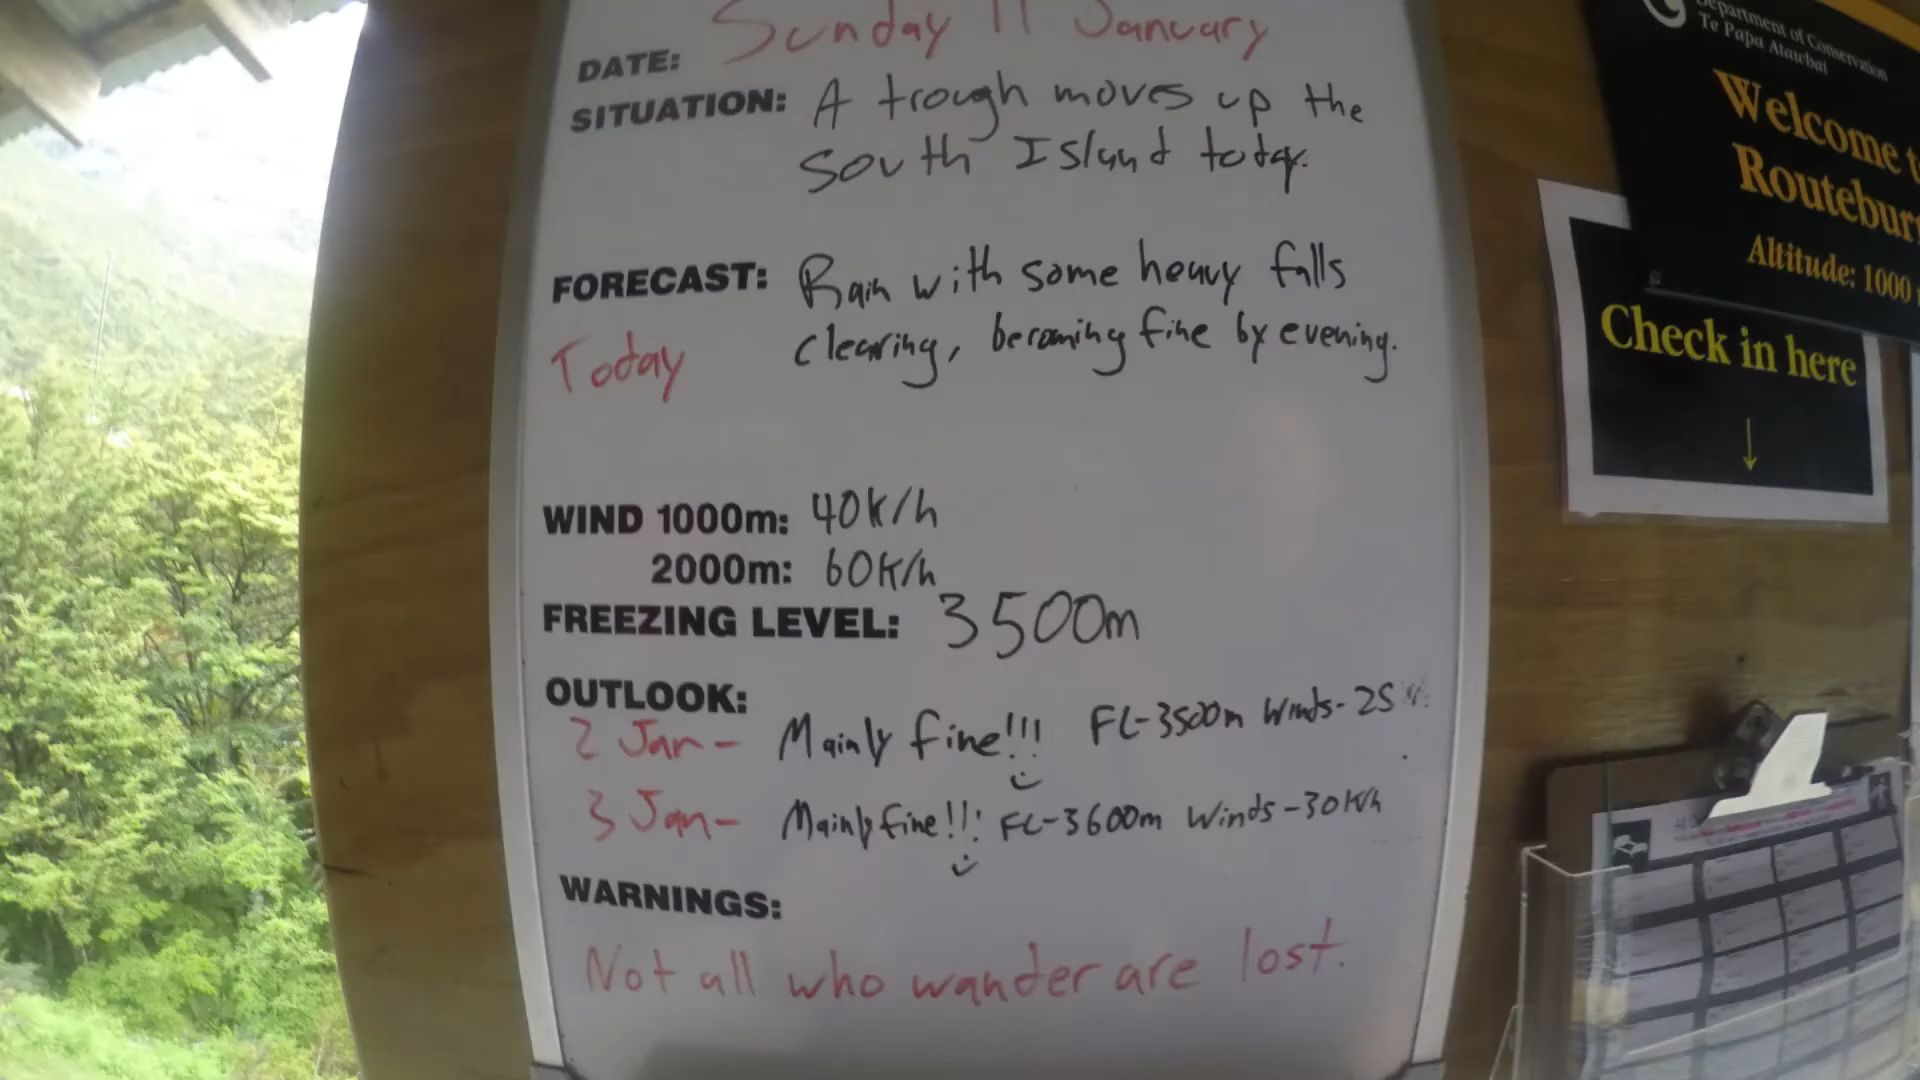 DATE: Sunday 11 January
SITUATION: A trough moves up the
South Island today.
FORECAST: Rain with some heavy falls
Today clearing, becoming fine by evening.
WIND 1000m: 40k/h
2000m: 60k/h
FREEZING LEVEL: 3500m
OUTLOOK:
2 Jan - Mainly fine!!! FL-3500m Winds-25
3 Jan - Mainly fine!!! FL-3600m Winds-30k/h
WARNINGS:
Not all who wander are lost.
Department of Conservation
Te Papa Atawhai
Welcome to
Routeburn
Altitude: 1000
Check in here
↓